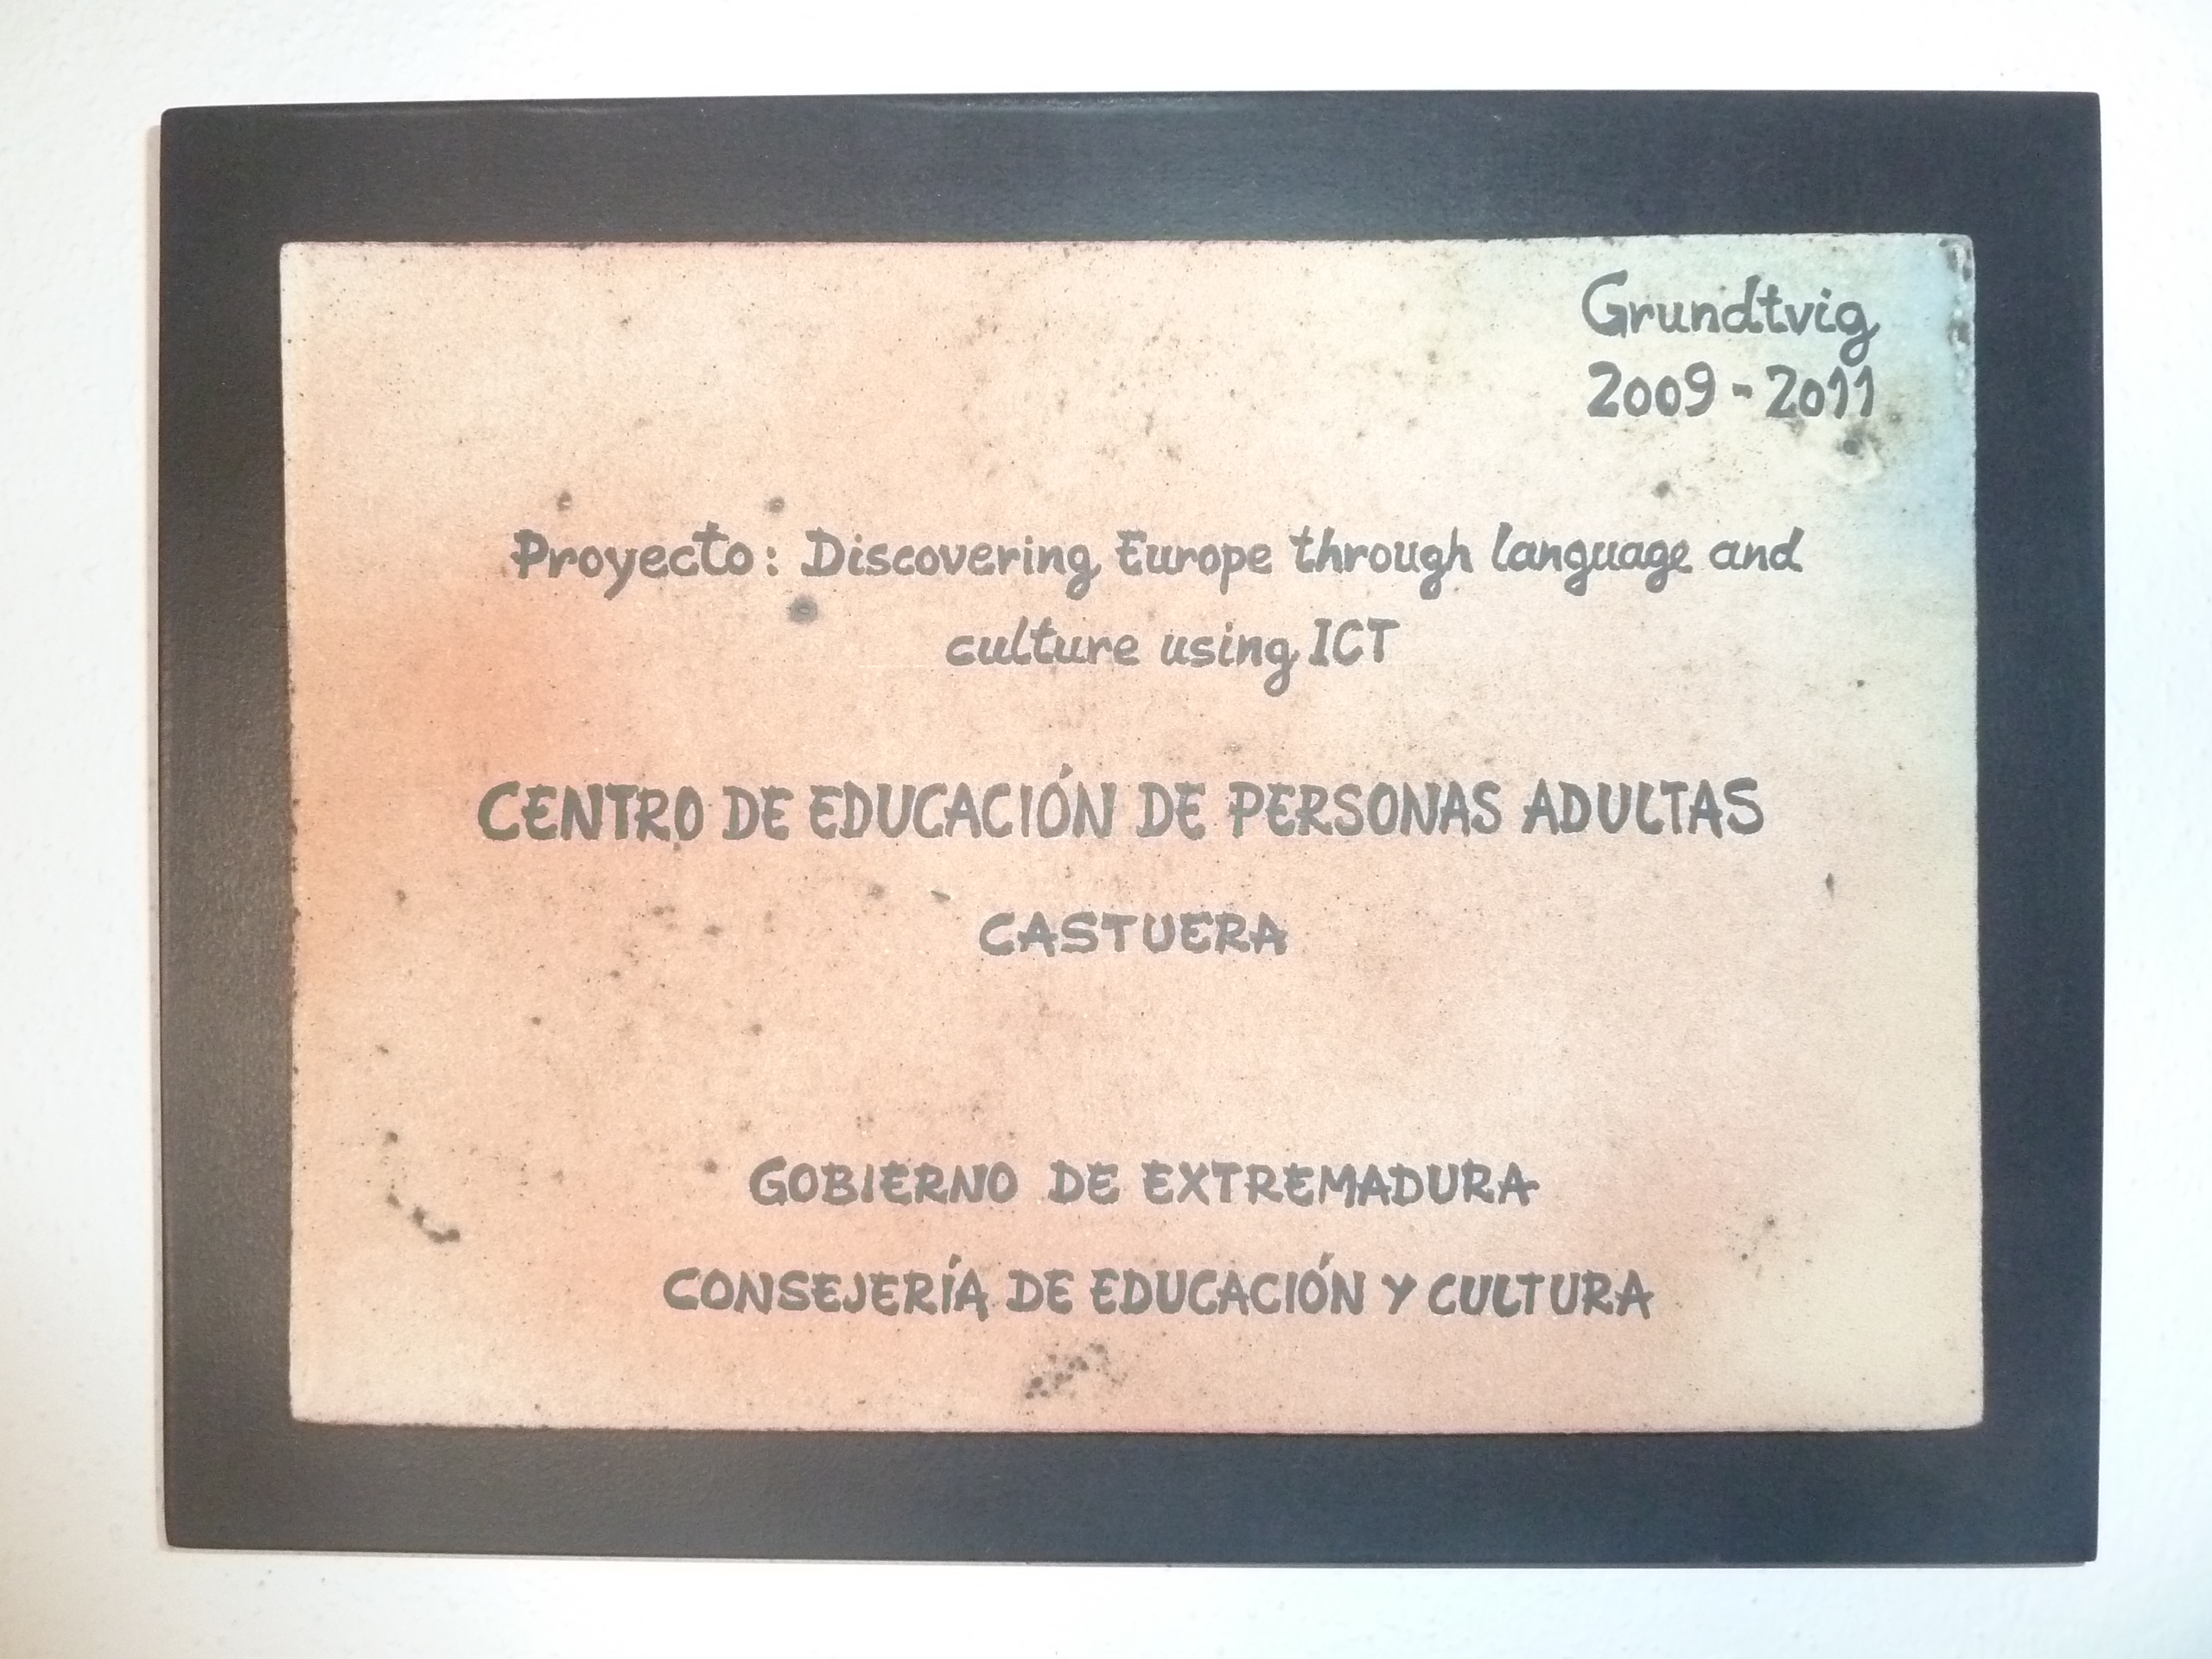 Grundtvig
2009 - 2011
Proyecto: Discovering Europe through language and
culture using ICT
CENTRO DE EDUCACIÓN DE PERSONAS ADULTAS
CASTUERA
GOBIERNO DE EXTREMADURA
CONSEJERÍA DE EDUCACIÓN Y CULTURA